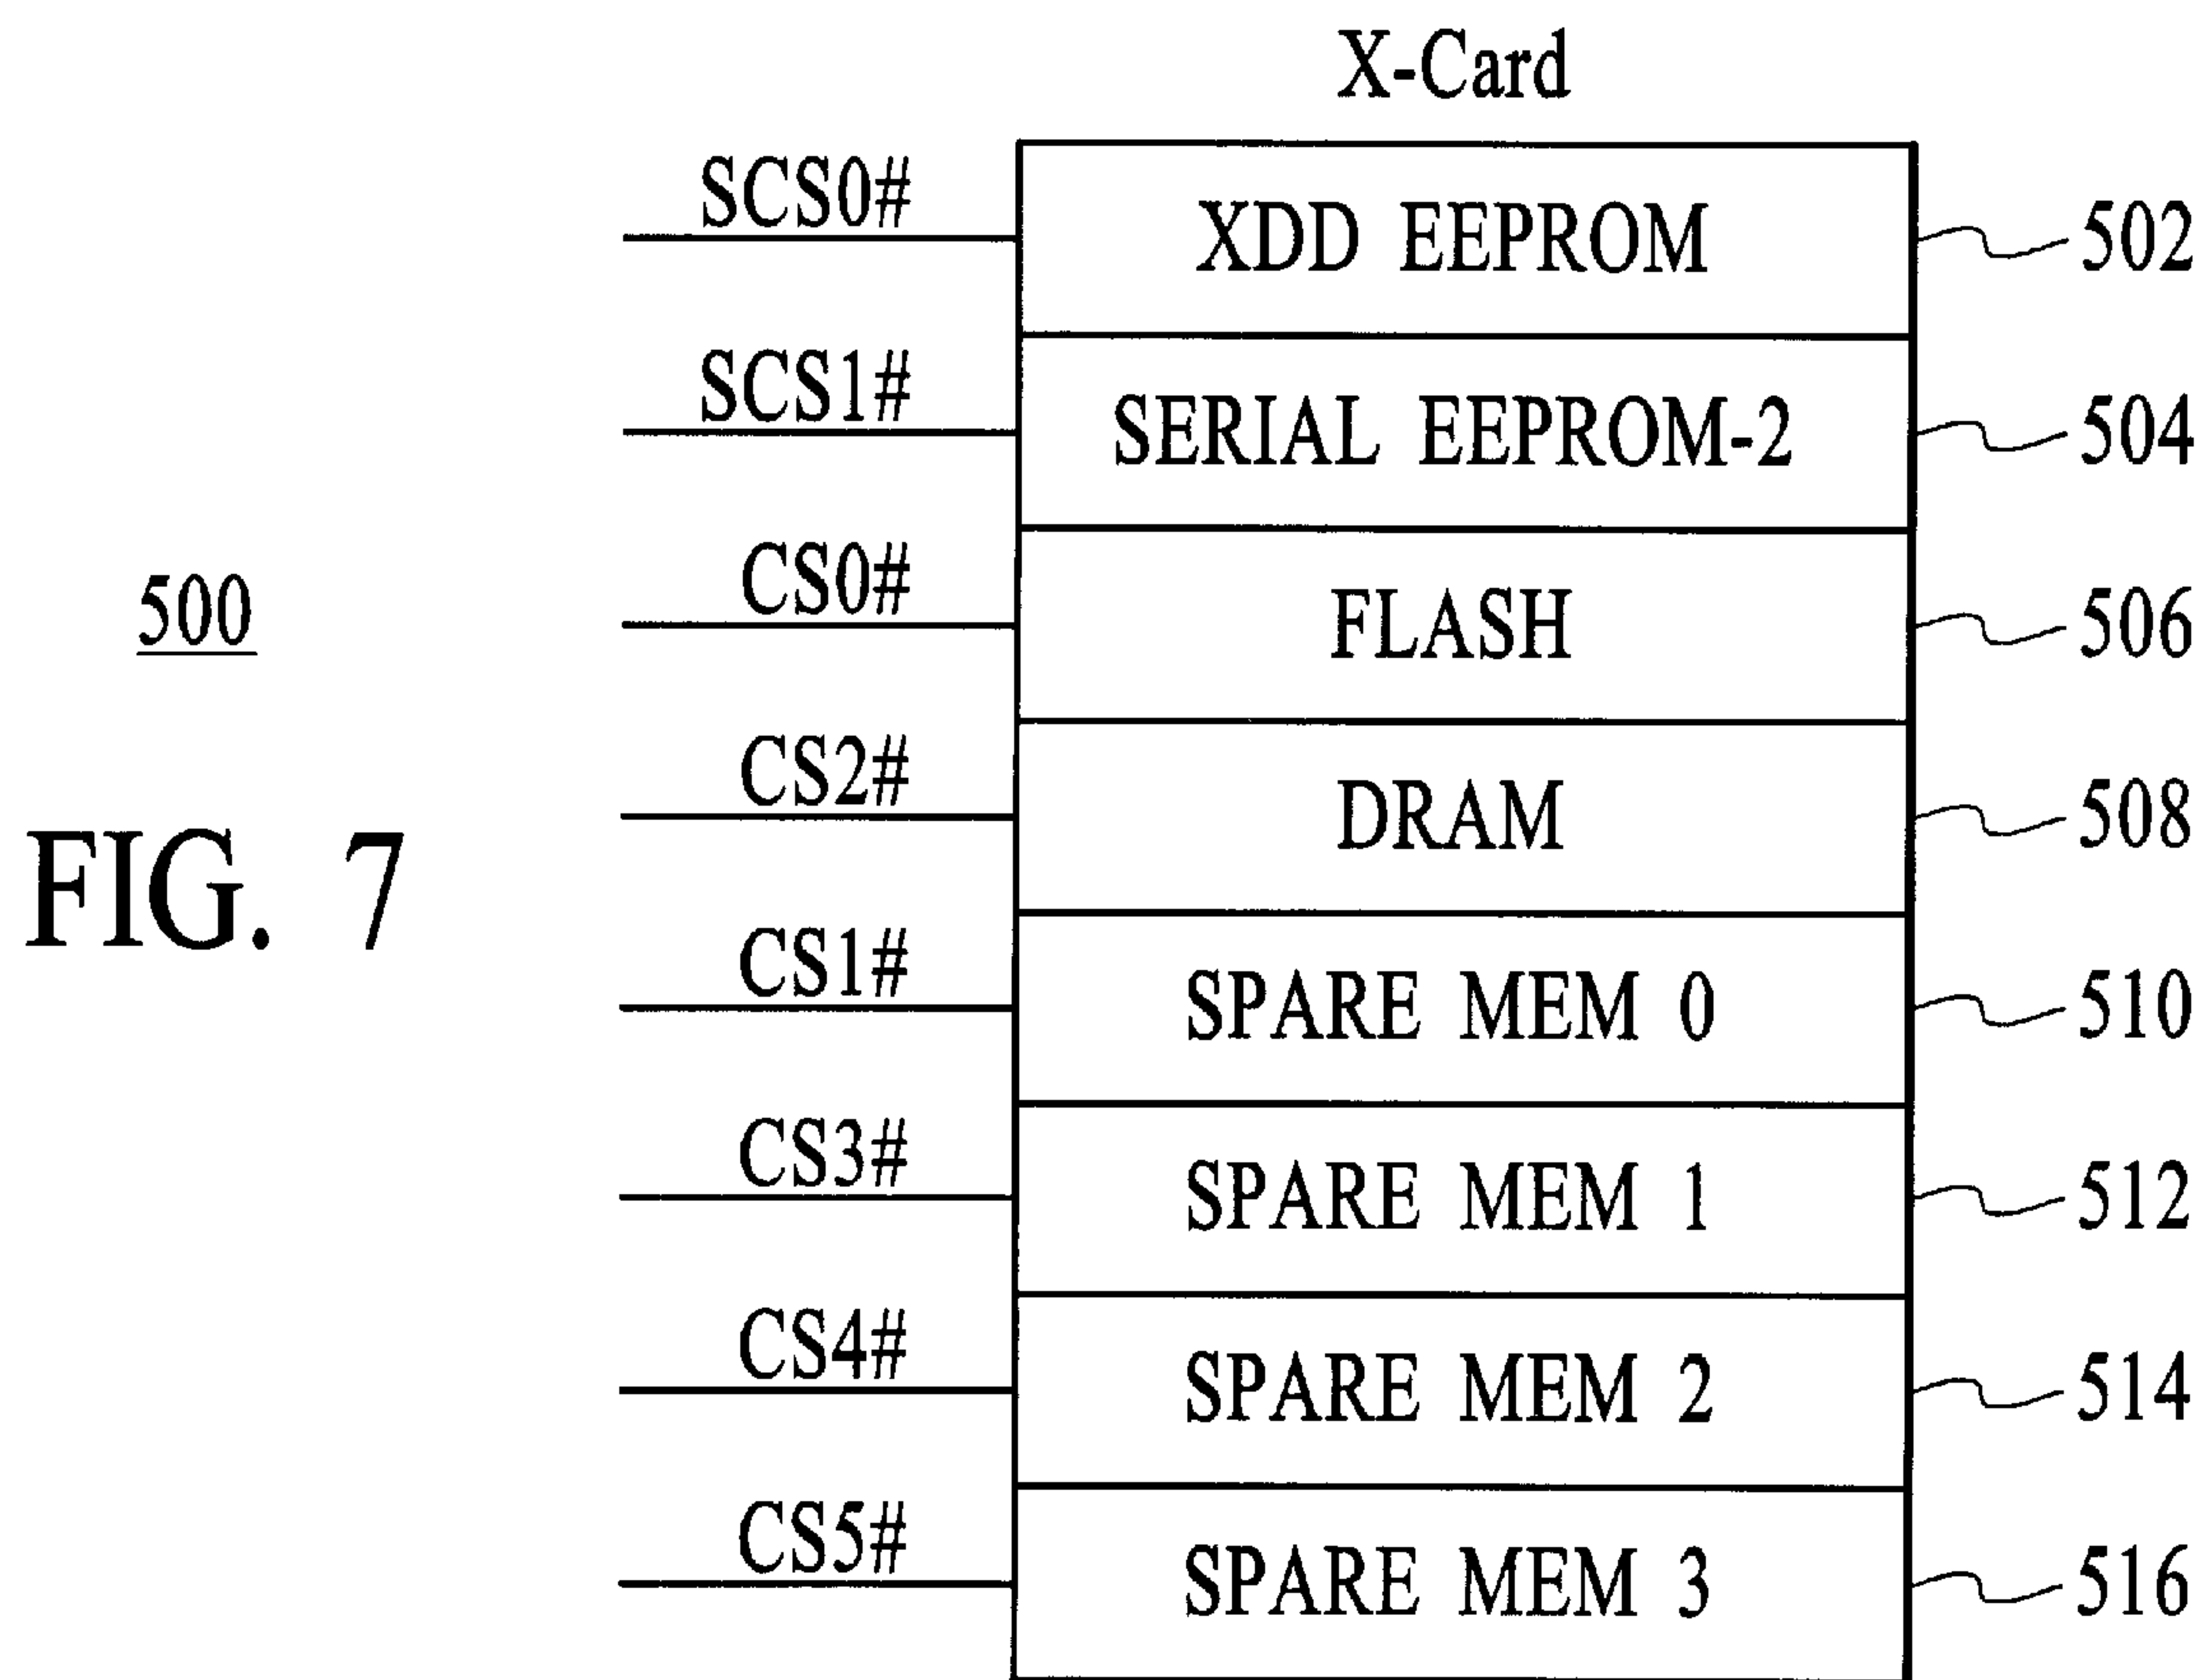 X-Card
SCS0# XDD EEPROM 502
SCS1# SERIAL EEPROM-2 504
CS0# FLASH 506
500
CS2# DRAM 508
FIG. 7
CS1# SPARE MEM 0 510
CS3# SPARE MEM 1 512
CS4# SPARE MEM 2 514
CS5# SPARE MEM 3 516